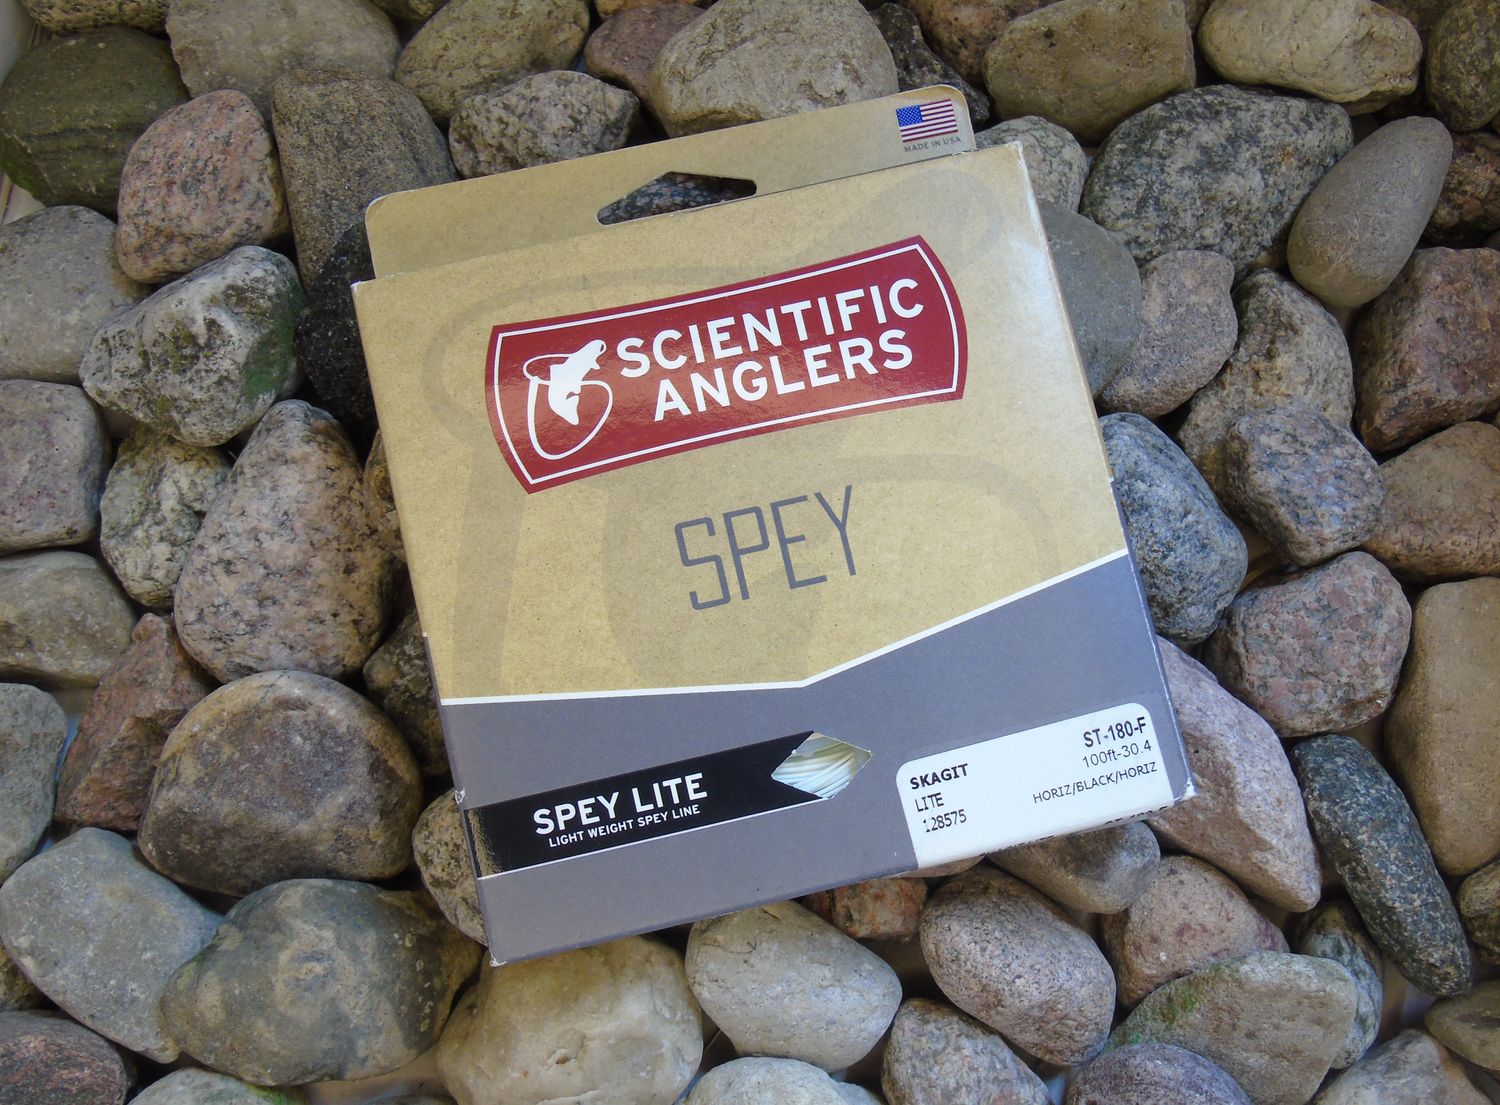 MADE IN USA
SCIENTIFIC
ANGLERS
SPEY
SPEY LITE
LIGHT WEIGHT SPEY LINE
SKAGIT
LITE
128575
ST-180-F
100ft-30.4
HORIZ/BLACK/HORIZ